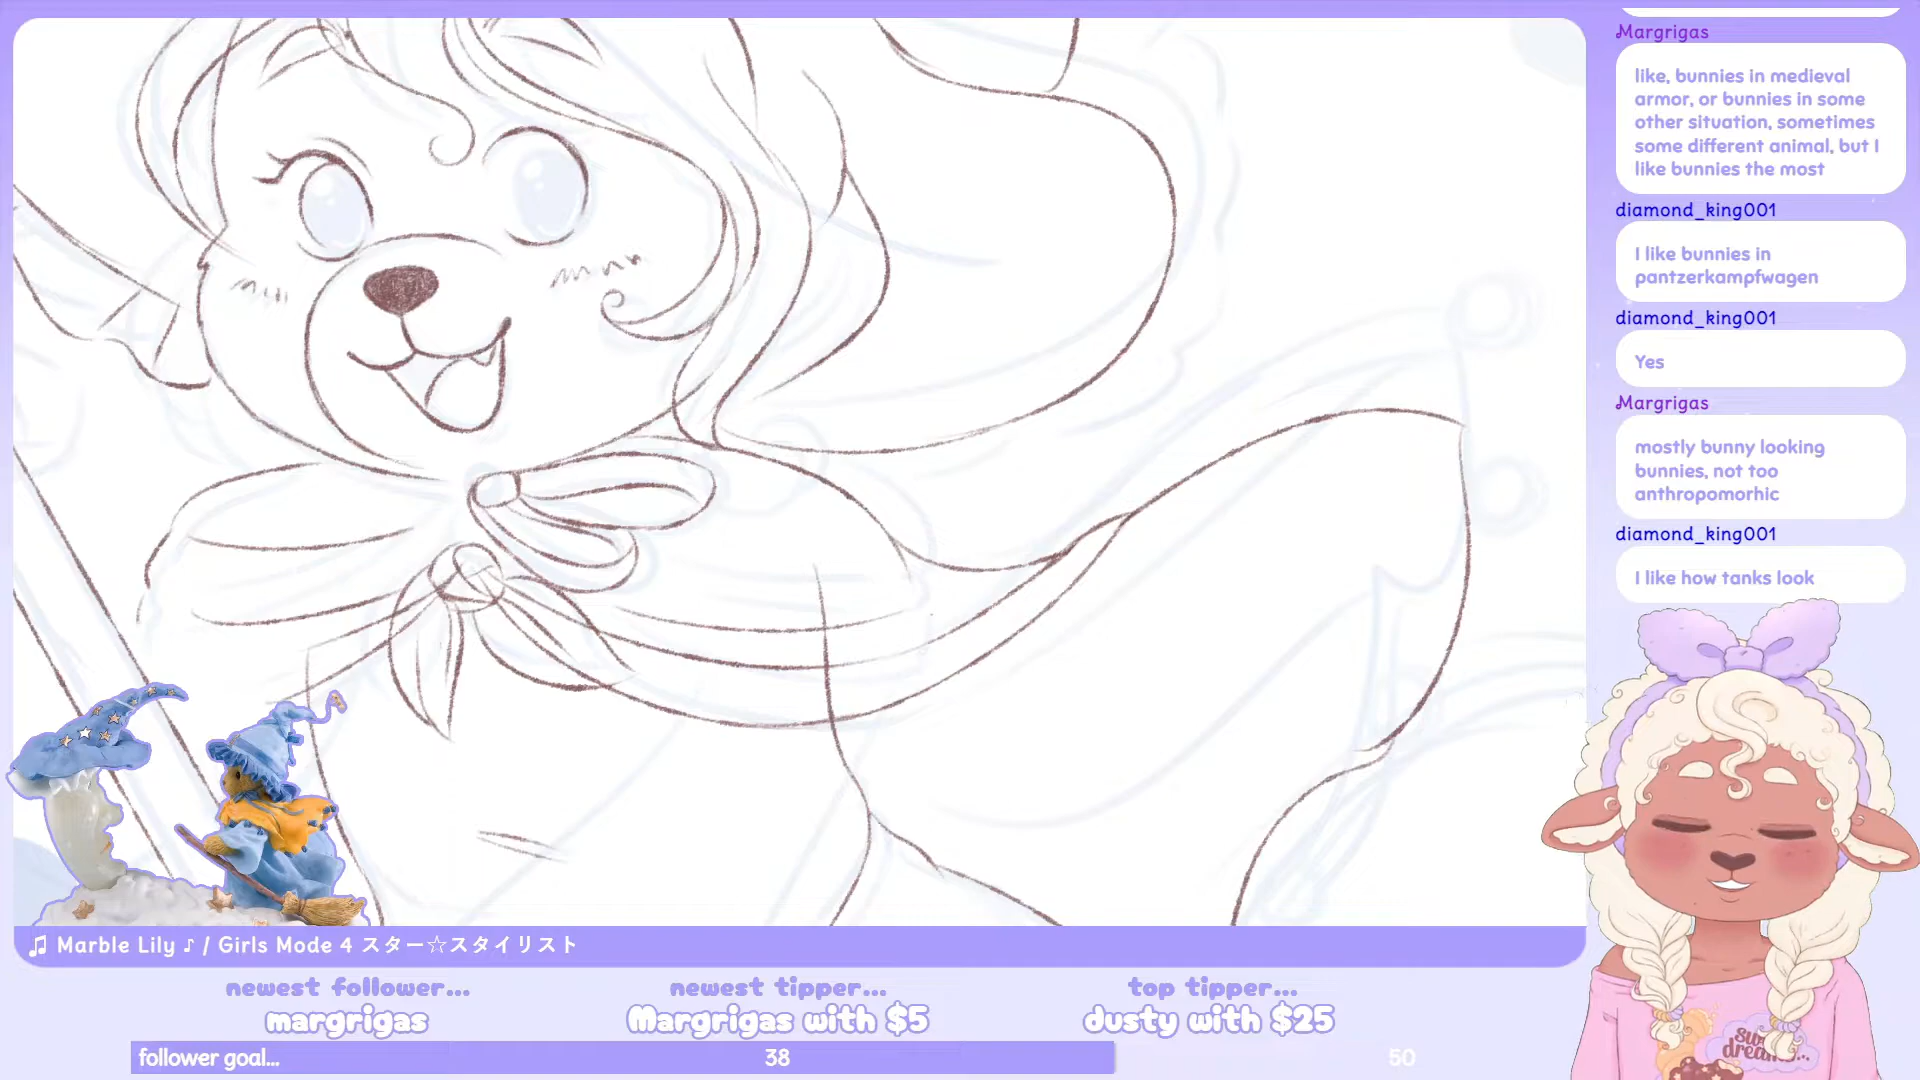 Margrigas
like, bunnies in medieval
armor, or bunnies in some
other situation, sometimes
some different animal, but I
like bunnies the most
diamond_king001
I like bunnies in
pantzerkampfwagen
diamond_king001
Yes
Margrigas
mostly bunny looking
bunnies, not too
anthropomorhic
diamond_king001
I like how tanks look
♫ Marble Lily ♪ / Girls Mode 4 スター☆スタイリスト
newest follower...
margrigas
newest tipper...
Margrigas with $5
top tipper...
dusty with $25
follower goal...
38
50